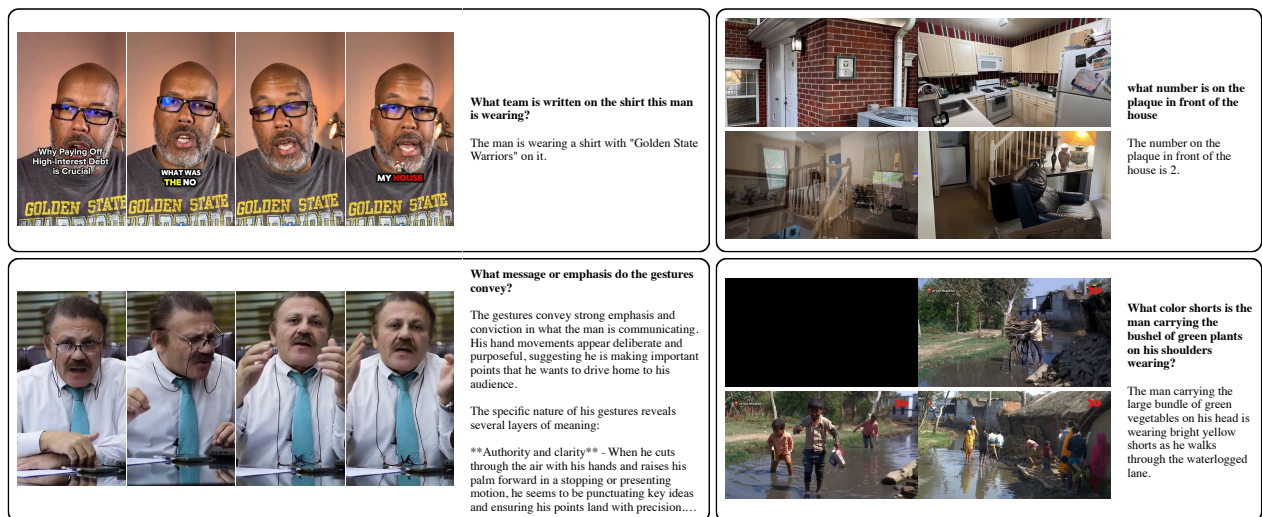 Why Paying Off
High-Interest Debt
is Crucial
GOLDEN STATE
WHAT WAS
THE NO
GOLDEN STATE
GOLDEN STATE
MY HOUSE
GOLDEN STATE
What team is written on the shirt this man
is wearing?
The man is wearing a shirt with "Golden State
Warriors" on it.
what number is on the
plaque in front of the
house
The number on the
plaque in front of the
house is 2.
What message or emphasis do the gestures
convey?
The gestures convey strong emphasis and
conviction in what the man is communicating.
His hand movements appear deliberate and
purposeful, suggesting he is making important
points that he wants to drive home to his
audience.
The specific nature of his gestures reveals
several layers of meaning:
**Authority and clarity** - When he cuts
through the air with his hands and raises his
palm forward in a stopping or presenting
motion, he seems to be punctuating key ideas
and ensuring his points land with precision....
What color shorts is the
man carrying the
bushel of green plants
on his shoulders
wearing?
The man carrying the
large bundle of green
vegetables on his head is
wearing bright yellow
shorts as he walks
through the waterlogged
lane.